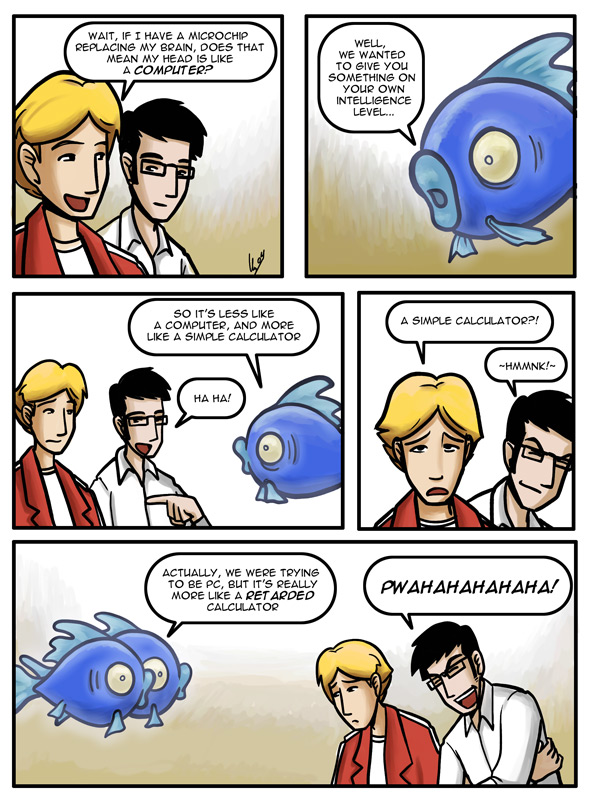 WAIT, IF I HAVE A MICROCHIP
REPLACING MY BRAIN, DOES THAT
MEAN MY HEAD IS LIKE
A COMPUTER?
WELL,
WE WANTED
TO GIVE YOU
SOMETHING ON
YOUR OWN
INTELLIGENCE
LEVEL...
SO IT'S LESS LIKE
A COMPUTER, AND MORE
LIKE A SIMPLE CALCULATOR
HA HA!
A SIMPLE CALCULATOR?!
~HMMNK!~
ACTUALLY, WE WERE TRYING
TO BE PC, BUT IT'S REALLY
MORE LIKE A RETARDED
CALCULATOR
PWAHAHAHAHAHA!